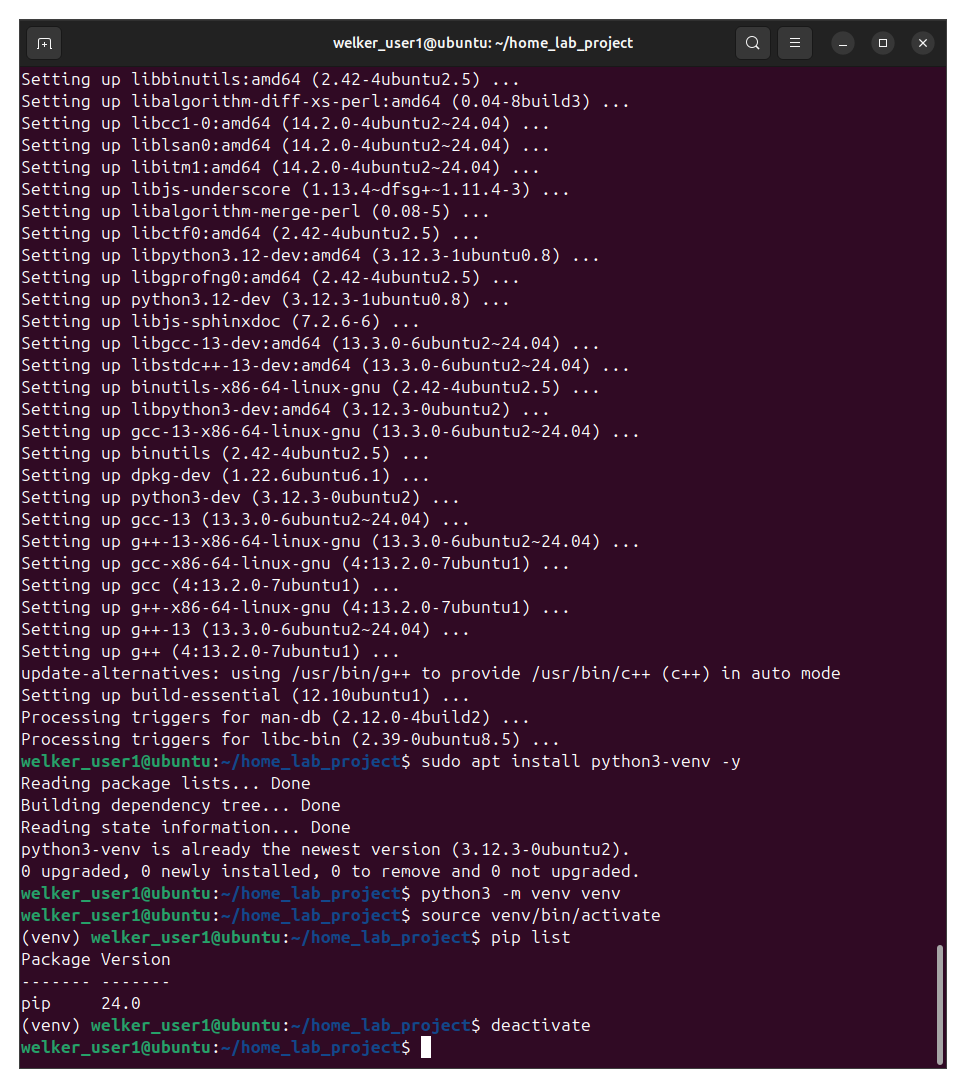 welker_user1@ubuntu: ~/home_lab_project
Setting up libbinutils:amd64 (2.42-4ubuntu2.5) ...
Setting up libalgorithm-diff-xs-perl:amd64 (0.04-8build3) ...
Setting up libcc1-0:amd64 (14.2.0-4ubuntu2~24.04) ...
Setting up liblsan0:amd64 (14.2.0-4ubuntu2~24.04) ...
Setting up libitm1:amd64 (14.2.0-4ubuntu2~24.04) ...
Setting up libjs-underscore (1.13.4~dfsg+~1.11.4-3) ...
Setting up libalgorithm-merge-perl (0.08-5) ...
Setting up libctf0:amd64 (2.42-4ubuntu2.5) ...
Setting up libpython3.12-dev:amd64 (3.12.3-1ubuntu0.8) ...
Setting up libgprofng0:amd64 (2.42-4ubuntu2.5) ...
Setting up python3.12-dev (3.12.3-1ubuntu0.8) ...
Setting up libjs-sphinxdoc (7.2.6-6) ...
Setting up libgcc-13-dev:amd64 (13.3.0-6ubuntu2~24.04) ...
Setting up libstdc++-13-dev:amd64 (13.3.0-6ubuntu2~24.04) ...
Setting up binutils-x86-64-linux-gnu (2.42-4ubuntu2.5) ...
Setting up libpython3-dev:amd64 (3.12.3-0ubuntu2) ...
Setting up gcc-13-x86-64-linux-gnu (13.3.0-6ubuntu2~24.04) ...
Setting up binutils (2.42-4ubuntu2.5) ...
Setting up dpkg-dev (1.22.6ubuntu6.1) ...
Setting up python3-dev (3.12.3-0ubuntu2) ...
Setting up gcc-13 (13.3.0-6ubuntu2~24.04) ...
Setting up g++-13-x86-64-linux-gnu (13.3.0-6ubuntu2~24.04) ...
Setting up gcc-x86-64-linux-gnu (4:13.2.0-7ubuntu1) ...
Setting up gcc (4:13.2.0-7ubuntu1) ...
Setting up g++-x86-64-linux-gnu (4:13.2.0-7ubuntu1) ...
Setting up g++-13 (13.3.0-6ubuntu2~24.04) ...
Setting up g++ (4:13.2.0-7ubuntu1) ...
update-alternatives: using /usr/bin/g++ to provide /usr/bin/c++ (c++) in auto mode
Setting up build-essential (12.10ubuntu1) ...
Processing triggers for man-db (2.12.0-4build2) ...
Processing triggers for libc-bin (2.39-0ubuntu8.5) ...
welker_user1@ubuntu:~/home_lab_project$ sudo apt install python3-venv -y
Reading package lists... Done
Building dependency tree... Done
Reading state information... Done
python3-venv is already the newest version (3.12.3-0ubuntu2).
0 upgraded, 0 newly installed, 0 to remove and 0 not upgraded.
welker_user1@ubuntu:~/home_lab_project$ python3 -m venv venv
welker_user1@ubuntu:~/home_lab_project$ source venv/bin/activate
(venv) welker_user1@ubuntu:~/home_lab_project$ pip list
Package Version
------- -------
pip     24.0
(venv) welker_user1@ubuntu:~/home_lab_project$ deactivate
welker_user1@ubuntu:~/home_lab_project$